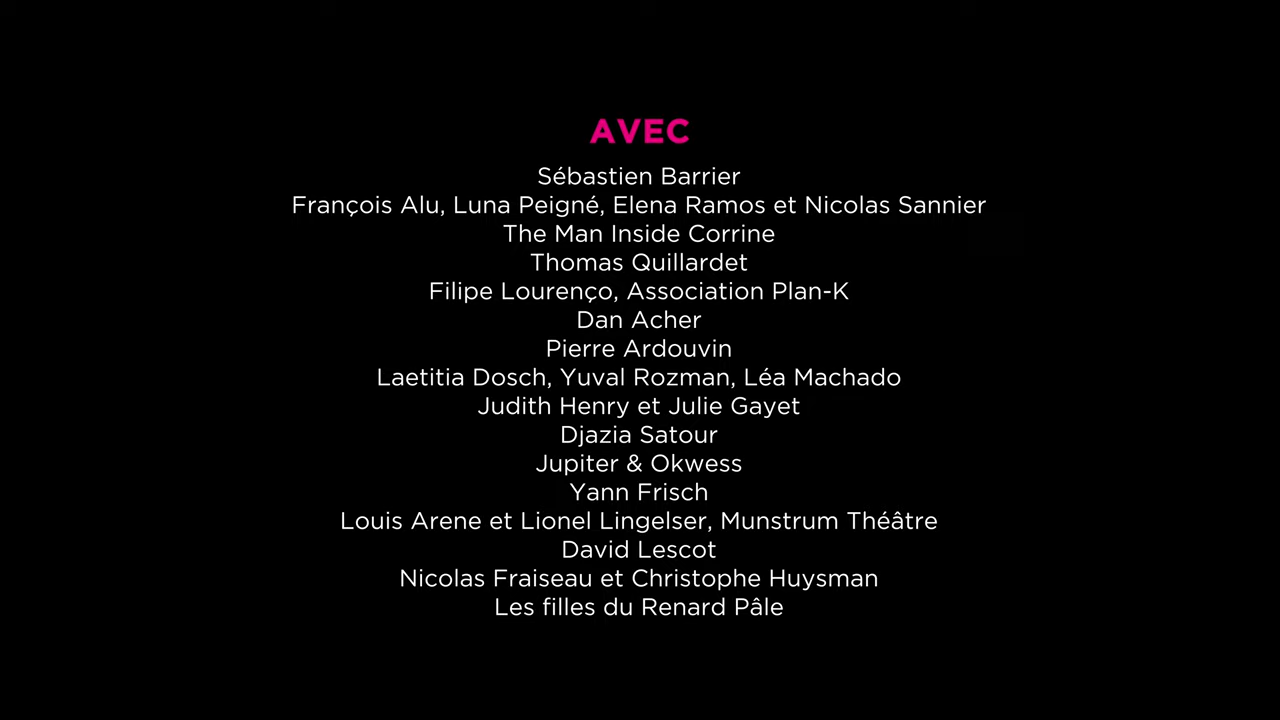 AVEC
Sébastien Barrier
François Alu, Luna Peigné, Elena Ramos et Nicolas Sannier
The Man Inside Corrine
Thomas Quillardet
Filipe Lourenço, Association Plan-K
Dan Acher
Pierre Ardouvin
Laetitia Dosch, Yuval Rozman, Léa Machado
Judith Henry et Julie Gayet
Djazia Satour
Jupiter & Okwess
Yann Frisch
Louis Arene et Lionel Lingelser, Munstrum Théâtre
David Lescot
Nicolas Fraiseau et Christophe Huysman
Les filles du Renard Pâle